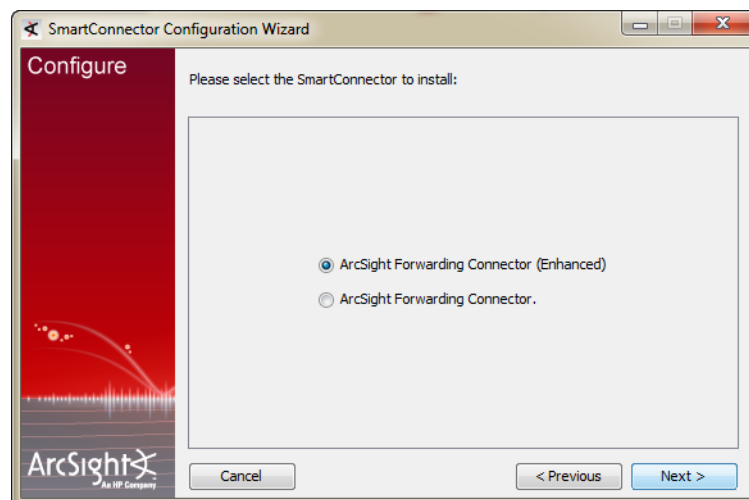 SmartConnector Configuration Wizard
Configure
Please select the SmartConnector to install:
ArcSight Forwarding Connector (Enhanced)
ArcSight Forwarding Connector.
ArcSight
An HP Company
Cancel
< Previous
Next >